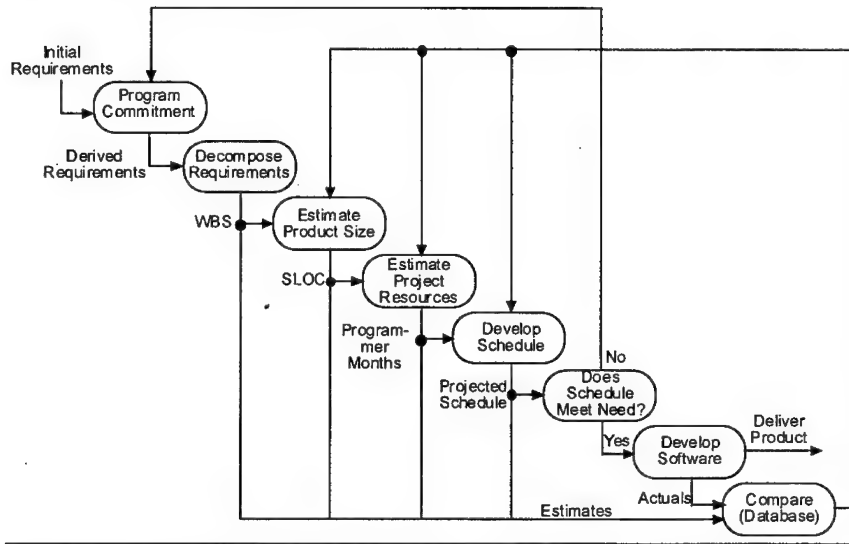 Initial
Requirements
Program
Commitment
Derived
Requirements
Decompose
Requirements
WBS
Estimate
Product Size
SLOC
Estimate
Project
Resources
Program-
mer
Months
Develop
Schedule
No
Projected
Schedule
Does
Schedule
Meet Need?
Deliver
Product
Yes
Develop
Software
Actuals
Compare
(Database)
Estimates